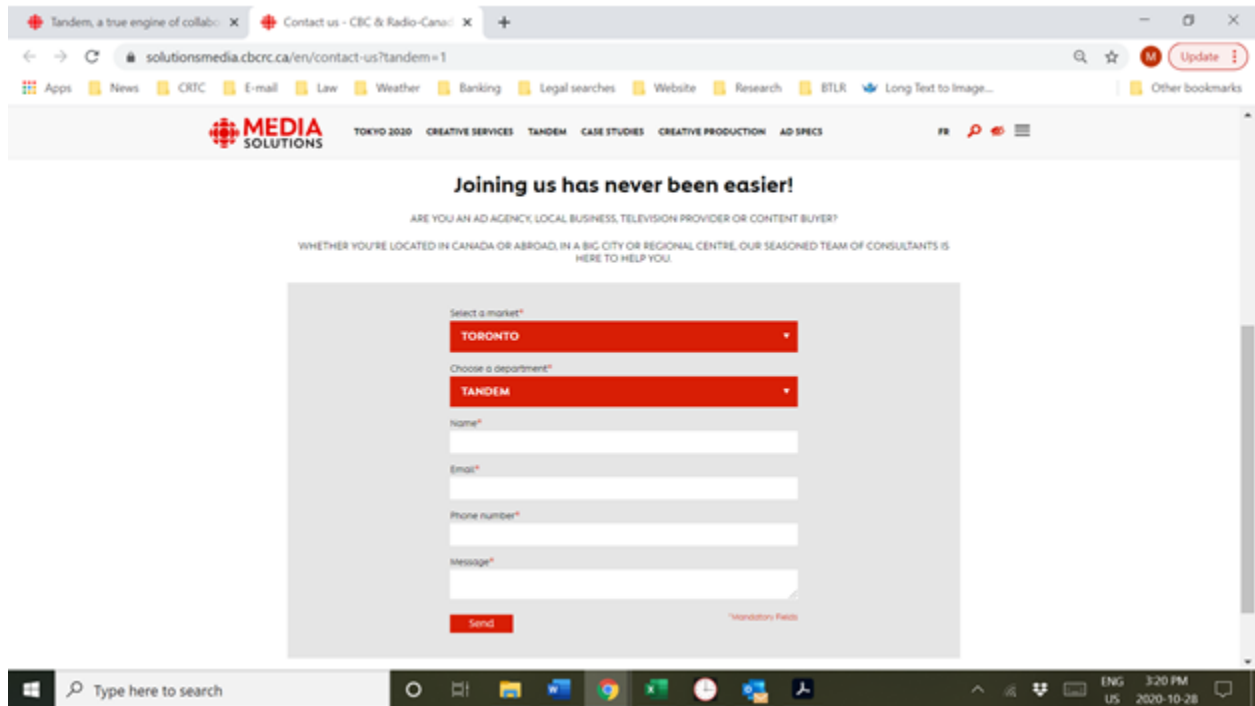 Tandem, a true engine of collabo
Contact us - CBC & Radio-Canad
solutionsmedia.cbcrc.ca/en/contact-us?tandem=1
M
Update
Apps News CRTC E-mail Law Weather Banking Legal searches Website Research BTLR Long Text to Image... Other bookmarks
MEDIA
SOLUTIONS
TOKYO 2020 CREATIVE SERVICES TANDEM CASE STUDIES CREATIVE PRODUCTION AD SPECS FR
Joining us has never been easier!
ARE YOU AN AD AGENCY, LOCAL BUSINESS, TELEVISION PROVIDER OR CONTENT BUYER?
WHETHER YOU'RE LOCATED IN CANADA OR ABROAD, IN A BIG CITY OR REGIONAL CENTRE, OUR SEASONED TEAM OF CONSULTANTS IS
HERE TO HELP YOU.
Select a market*
TORONTO
Choose a department*
TANDEM
Name*
Email*
Phone number*
Message*
Send
*Mandatory Fields
Type here to search
ENG
US
3:20 PM
2020-10-28